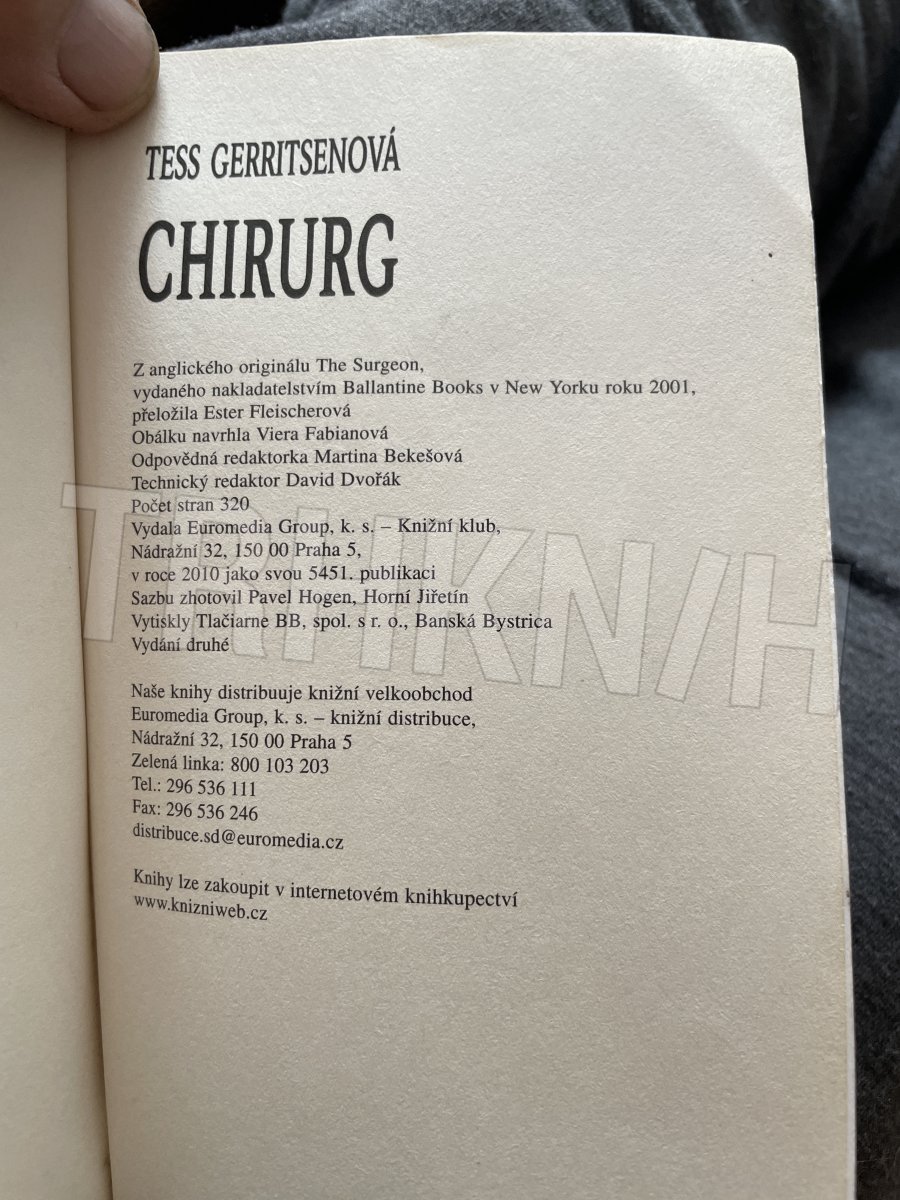 TESS GERRITSENOVÁ
CHIRURG
Z anglického originálu The Surgeon,
vydaného nakladatelstvím Ballantine Books v New Yorku roku 2001,
přeložila Ester Fleischerová
Obálku navrhla Viera Fabianová
Odpovědná redaktorka Martina Bekešová
Technický redaktor David Dvořák
Počet stran 320
Vydala Euromedia Group, k. s. – Knižní klub,
Nádražní 32, 150 00 Praha 5,
v roce 2010 jako svou 5451. publikaci
Sazbu zhotovil Pavel Hogen, Horní Jiřetín
Vytiskly Tlačiarne BB, spol. s r. o., Banská Bystrica
Vydání druhé
Naše knihy distribuuje knižní velkoobchod
Euromedia Group, k. s. – knižní distribuce,
Nádražní 32, 150 00 Praha 5
Zelená linka: 800 103 203
Tel.: 296 536 111
Fax: 296 536 246
distribuce.sd@euromedia.cz
Knihy lze zakoupit v internetovém knihkupectví
www.knizniweb.cz
TRHKN/H